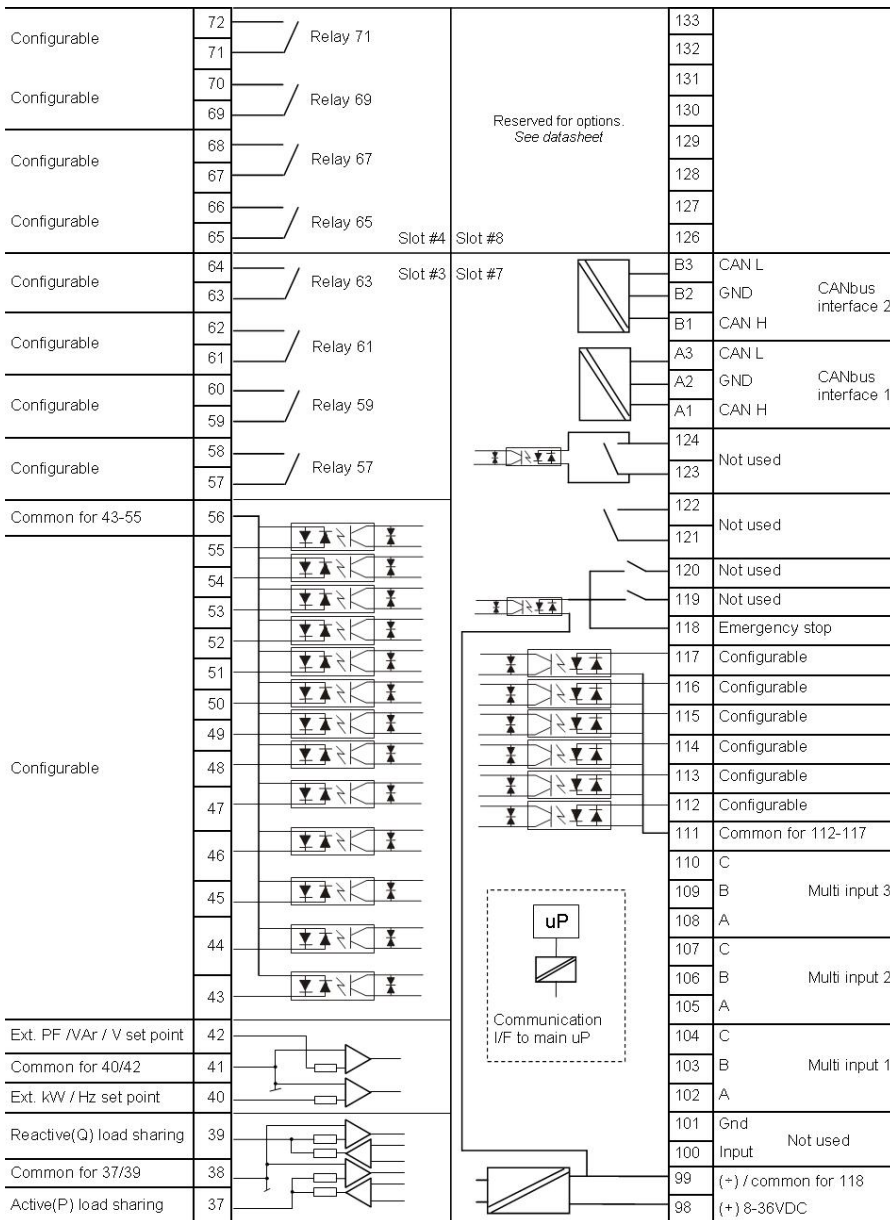 Configurable 72 Relay 71
71
Configurable 70 Relay 69
69
Configurable 68 Relay 67
67
Configurable 66 Relay 65
65 Slot #4
Configurable 64 Relay 63 Slot #3
63
Configurable 62 Relay 61
61
Configurable 60 Relay 59
59
Configurable 58 Relay 57
57
Common for 43-55 56
55
54
53
52
51
50
49
Configurable 48
47
46
45
44
43
Ext. PF /VAr / V set point 42
Common for 40/42 41
Ext. kW / Hz set point 40
Reactive(Q) load sharing 39
Common for 37/39 38
Active(P) load sharing 37
133
132
131
130
Reserved for options.
See datasheet
129
128
127
Slot #8 126
Slot #7
B3 CAN L
B2 GND
B1 CAN H
CANbus
interface 2
A3 CAN L
A2 GND
A1 CAN H
CANbus
interface 1
124
123
Not used
122
121
Not used
120 Not used
119 Not used
118 Emergency stop
117 Configurable
116 Configurable
115 Configurable
114 Configurable
113 Configurable
112 Configurable
111 Common for 112-117
110 C
109 B Multi input 3
108 A
107 C
106 B Multi input 2
105 A
104 C
103 B Multi input 1
102 A
uP
Communication
I/F to main uP
101 Gnd
100 Input
Not used
99 (÷) / common for 118
98 (+) 8-36VDC